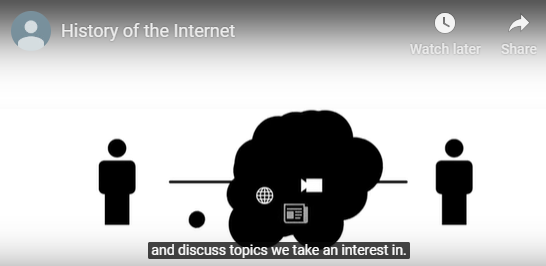 History of the Internet
Watch later
Share
and discuss topics we take an interest in.